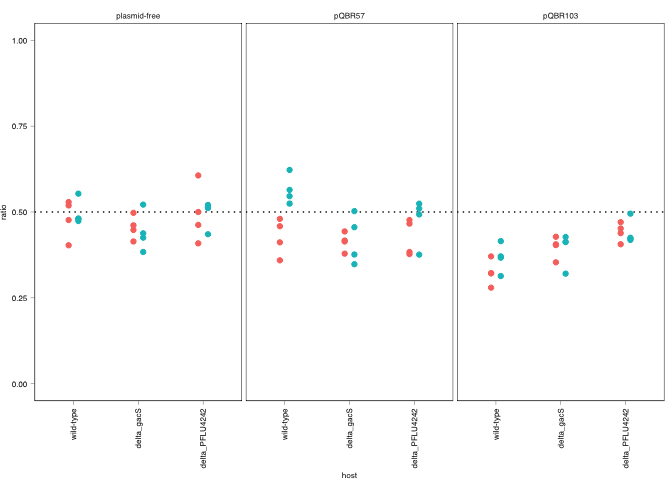 plasmid-free
pQBR57
pQBR103
1.00
0.75
0.50
0.25
0.00
ratio
wild-type
delta_gacS
delta_PFLU4242
wild-type
delta_gacS
delta_PFLU4242
wild-type
delta_gacS
delta_PFLU4242
host